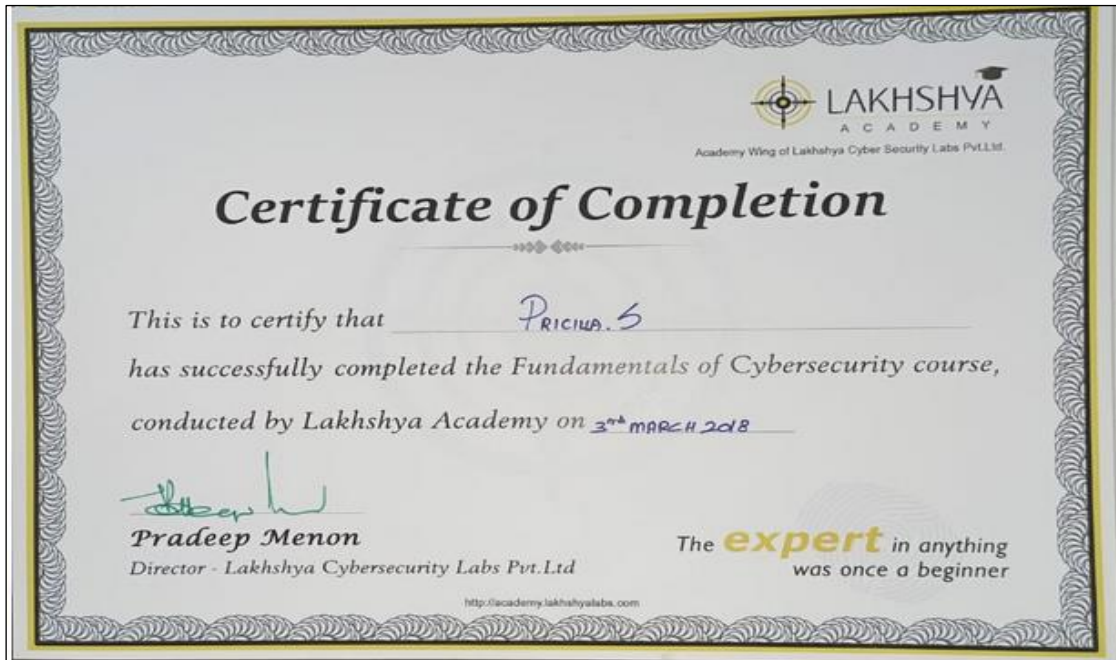 LAKHSHYA
ACADEMY
Academy Wing of Lakhshya Cyber Security Labs Pvt.Ltd.
Certificate of Completion
This is to certify that PRICILLA. S
has successfully completed the Fundamentals of Cybersecurity course,
conducted by Lakhshya Academy on 3rd MARCH 2018
Pradeep Menon
Director - Lakhshya Cybersecurity Labs Pvt.Ltd
The expert in anything
was once a beginner
http://academy.lakhshyalabs.com